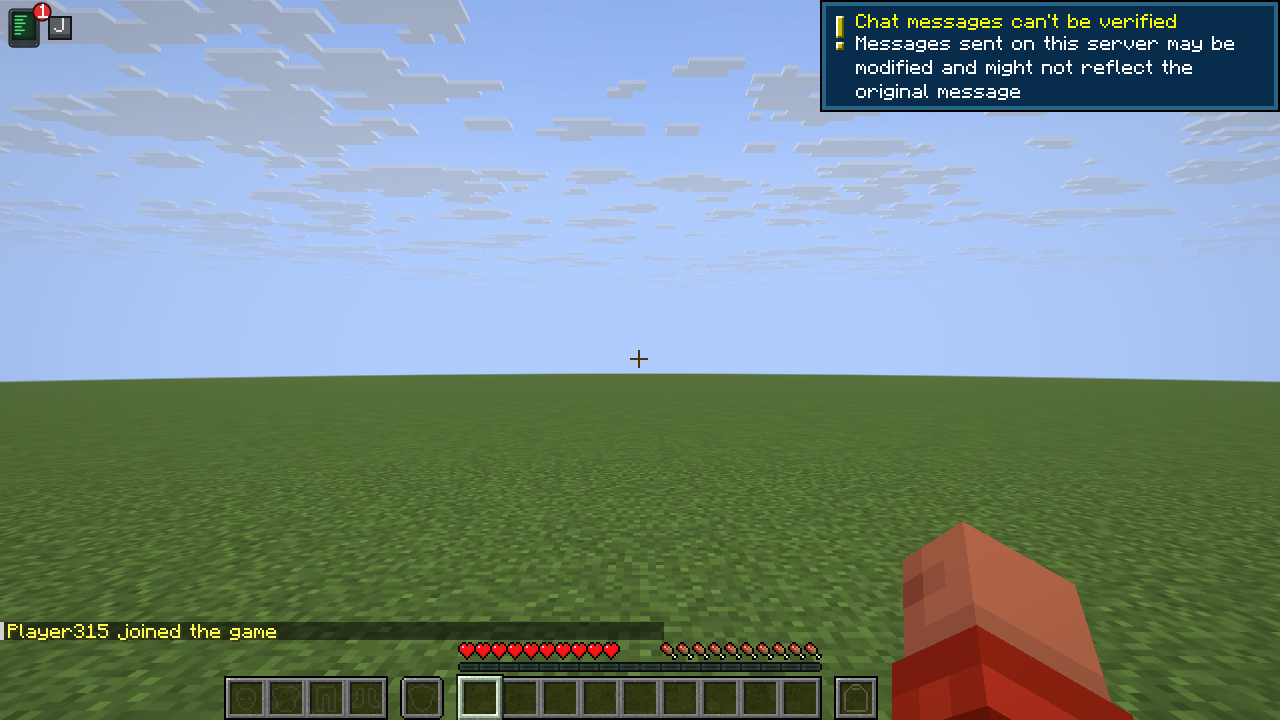 1
J
Chat messages can't be verified
Messages sent on this server may be
modified and might not reflect the
original message
Player315 joined the game